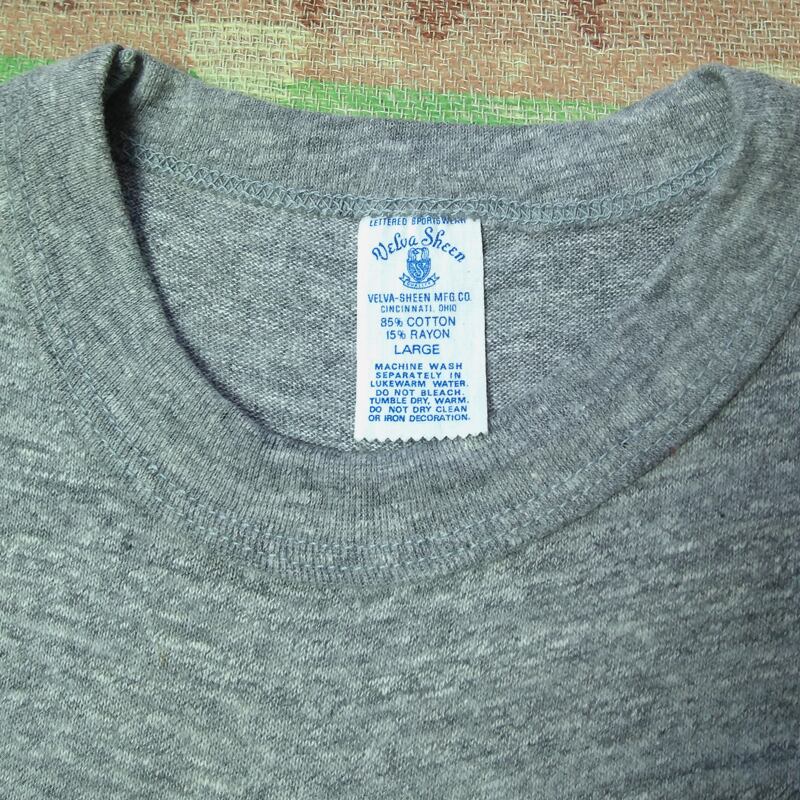 LETTERED SPORTSWEAR
Velva Sheen
VELVA-SHEEN MFG. CO.
CINCINNATI, OHIO
85% COTTON
15% RAYON
LARGE
MACHINE WASH
SEPARATELY IN
LUKEWARM WATER.
DO NOT BLEACH.
TUMBLE DRY, WARM.
DO NOT DRY CLEAN
OR IRON DECORATION.